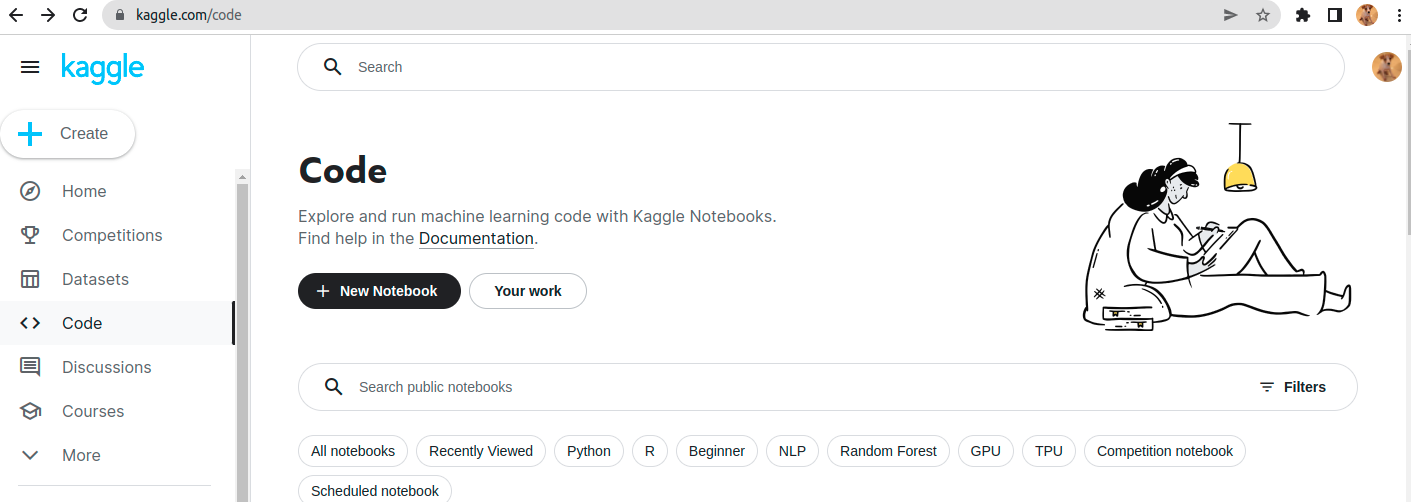 kaggle.com/code
kaggle
Search
Create
Home
Competitions
Datasets
Code
Discussions
Courses
More
Code
Explore and run machine learning code with Kaggle Notebooks.
Find help in the Documentation.
New Notebook
Your work
Search public notebooks
Filters
All notebooks
Recently Viewed
Python
R
Beginner
NLP
Random Forest
GPU
TPU
Competition notebook
Scheduled notebook